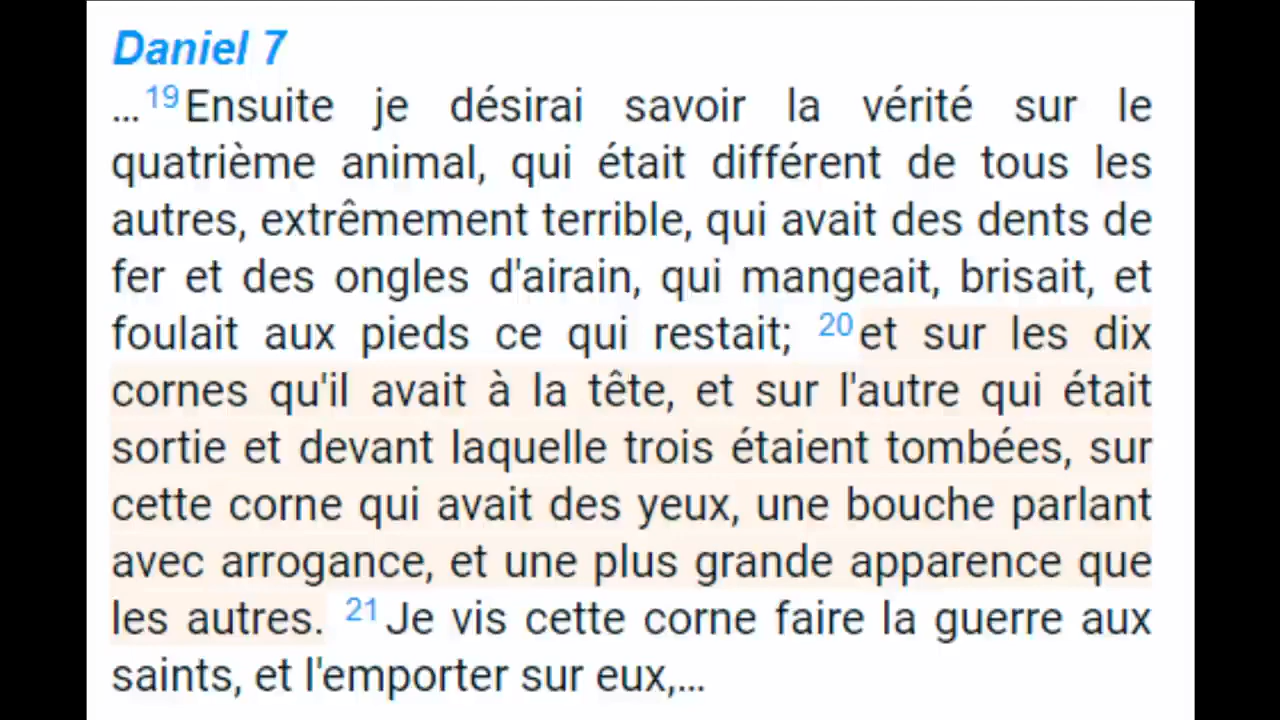 Daniel 7
...19Ensuite je désirai savoir la vérité sur le
quatrième animal, qui était différent de tous les
autres, extrêmement terrible, qui avait des dents de
fer et des ongles d'airain, qui mangeait, brisait, et
foulait aux pieds ce qui restait; 20et sur les dix
cornes qu'il avait à la tête, et sur l'autre qui était
sortie et devant laquelle trois étaient tombées, sur
cette corne qui avait des yeux, une bouche parlant
avec arrogance, et une plus grande apparence que
les autres. 21Je vis cette corne faire la guerre aux
saints, et l'emporter sur eux,...